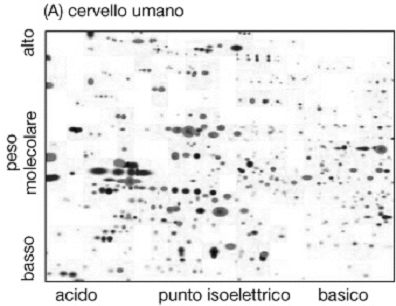 (A) cervello umano
alto
peso
molecolare
basso
acido
punto isoelettrico
basico